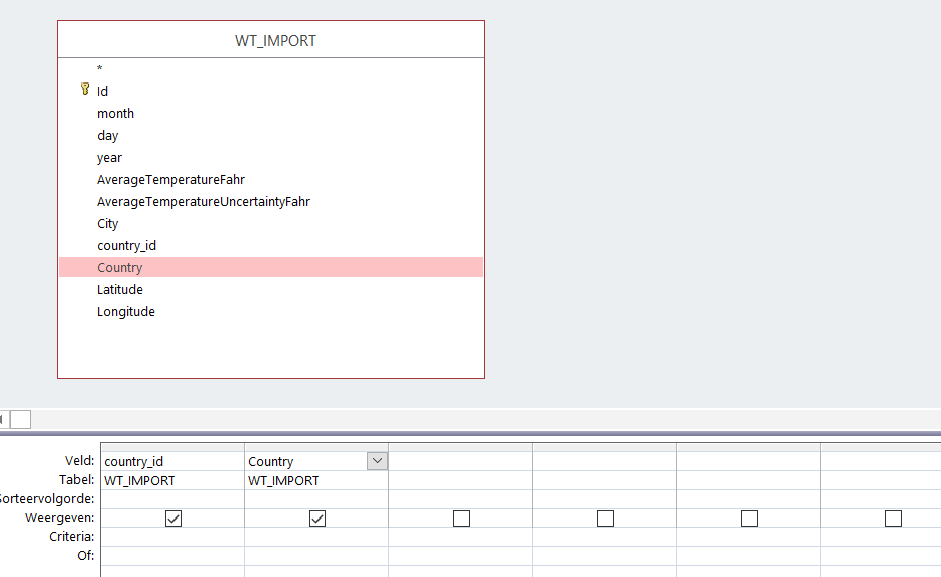 WT_IMPORT
*
Id
month
day
year
AverageTemperatureFahr
AverageTemperatureUncertaintyFahr
City
country_id
Country
Latitude
Longitude
Veld: country_id Country
Tabel: WT_IMPORT WT_IMPORT
Sorteervolgorde:
Weergeven:
Criteria:
Of: